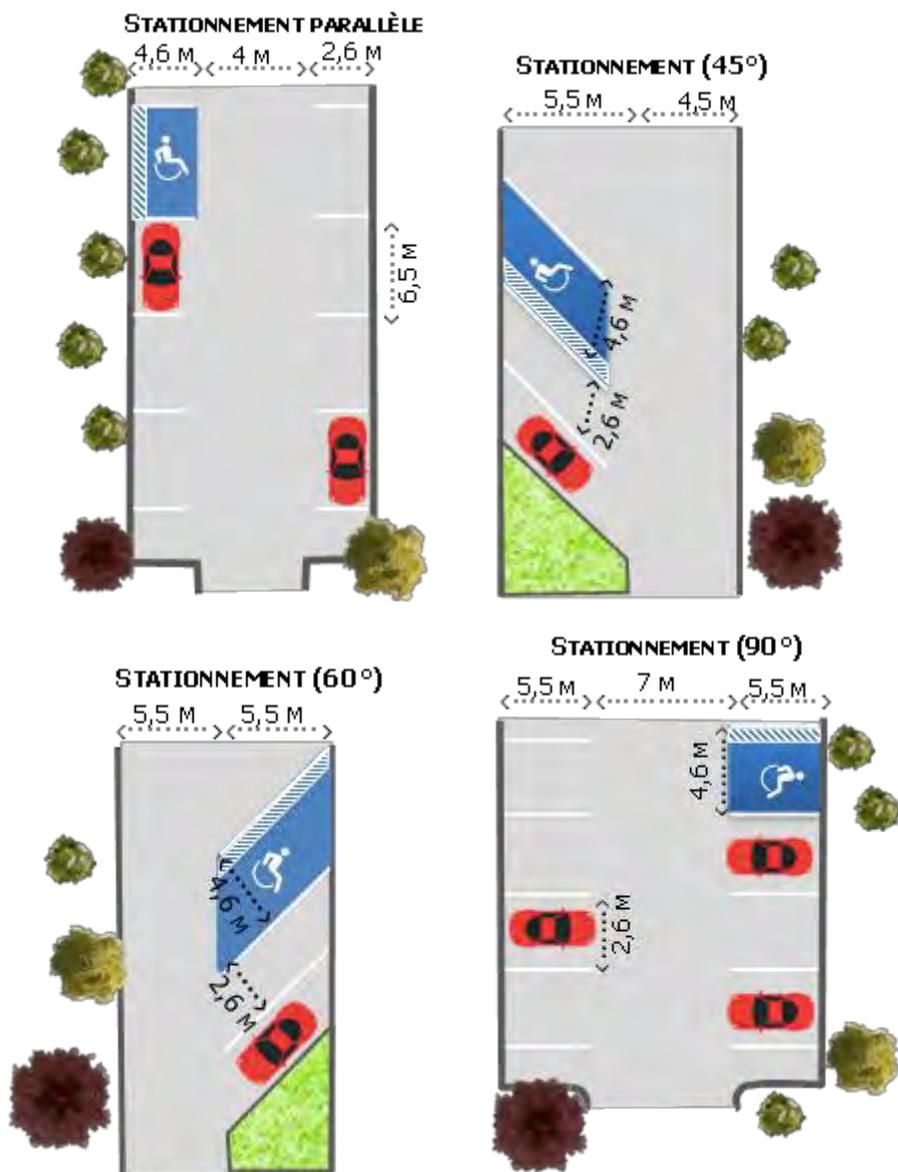 STATIONNEMENT PARALLÈLE
4,6 M 4 M 2,6 M
6,5 M
STATIONNEMENT (45°)
5,5 M 4,5 M
4,6 M
2,6 M
STATIONNEMENT (60°)
5,5 M 5,5 M
4,6 M
2,6 M
STATIONNEMENT (90°)
5,5 M 7 M 5,5 M
4,6 M
2,6 M